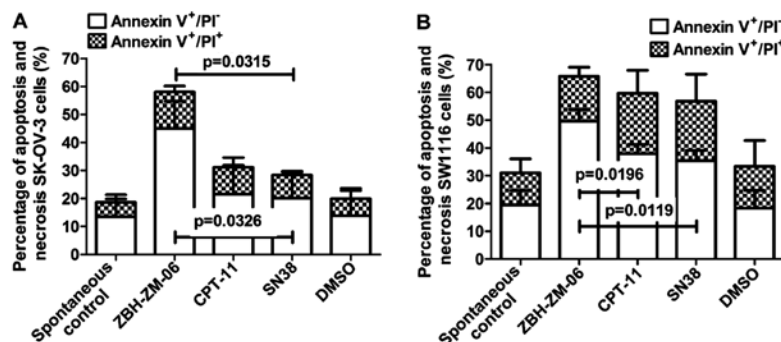 A
Annexin V+/PI-
Annexin V+/PI+
Percentage of apoptosis and
necrosis SK-OV-3 cells (%)
70
60
50
40
30
20
10
0
p=0.0315
p=0.0326
Spontaneous
control
ZBH-ZM-06
CPT-11
SN38
DMSO
B
Annexin V+/PI-
Annexin V+/PI+
Percentage of apoptosis and
necrosis SW1116 cells (%)
70
60
50
40
30
20
10
0
p=0.0196
p=0.0119
Spontaneous
control
ZBH-ZM-06
CPT-11
SN38
DMSO